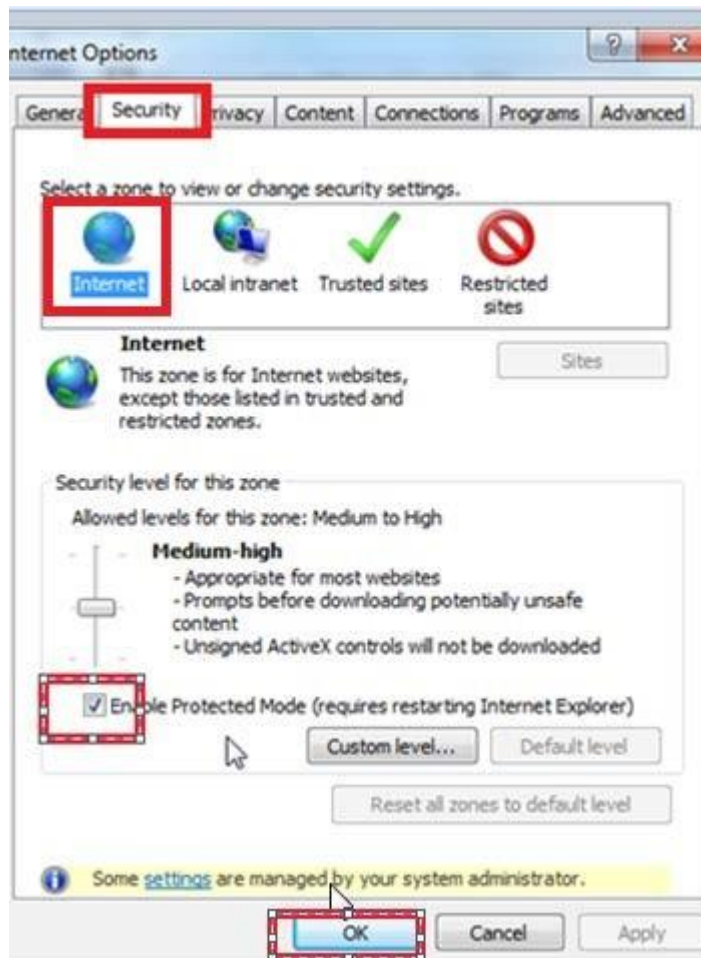 nternet Options
General Security Privacy Content Connections Programs Advanced
Select a zone to view or change security settings.
Internet Local intranet Trusted sites Restricted
sites
Internet
Sites
This zone is for Internet websites,
except those listed in trusted and
restricted zones.
Security level for this zone
Allowed levels for this zone: Medium to High
Medium-high
- Appropriate for most websites
- Prompts before downloading potentially unsafe
content
- Unsigned ActiveX controls will not be downloaded
Enable Protected Mode (requires restarting Internet Explorer)
Custom level... Default level
Reset all zones to default level
Some settings are managed by your system administrator.
OK Cancel Apply